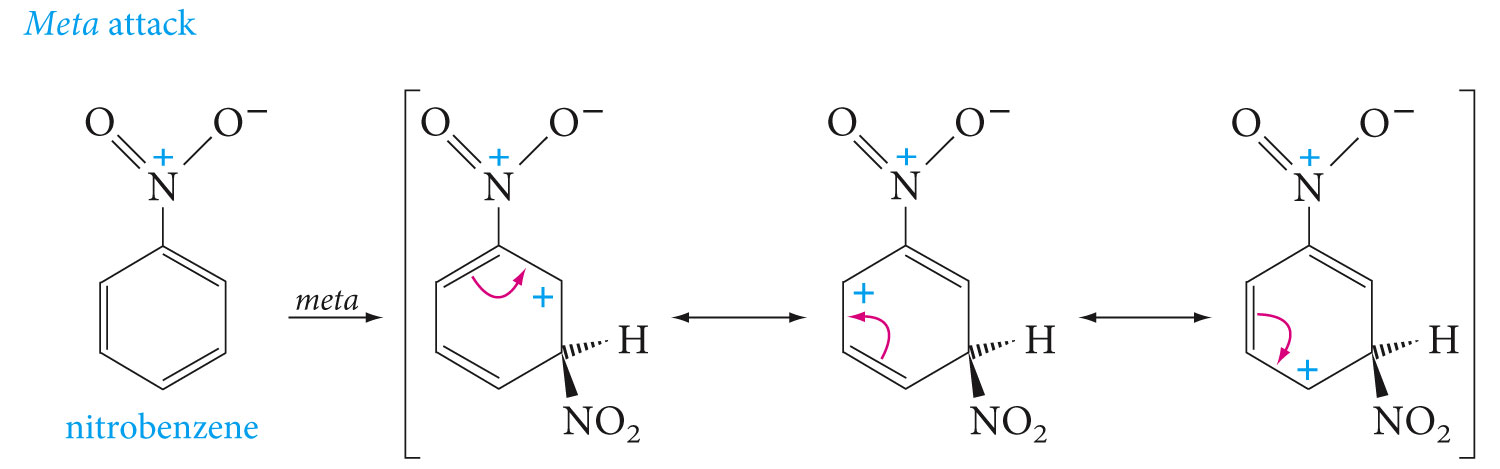 Meta attack
O O− O O− O O− O O−
+ + + +
N N N N
+ +
meta
H H H
+
NO2 NO2 NO2
nitrobenzene